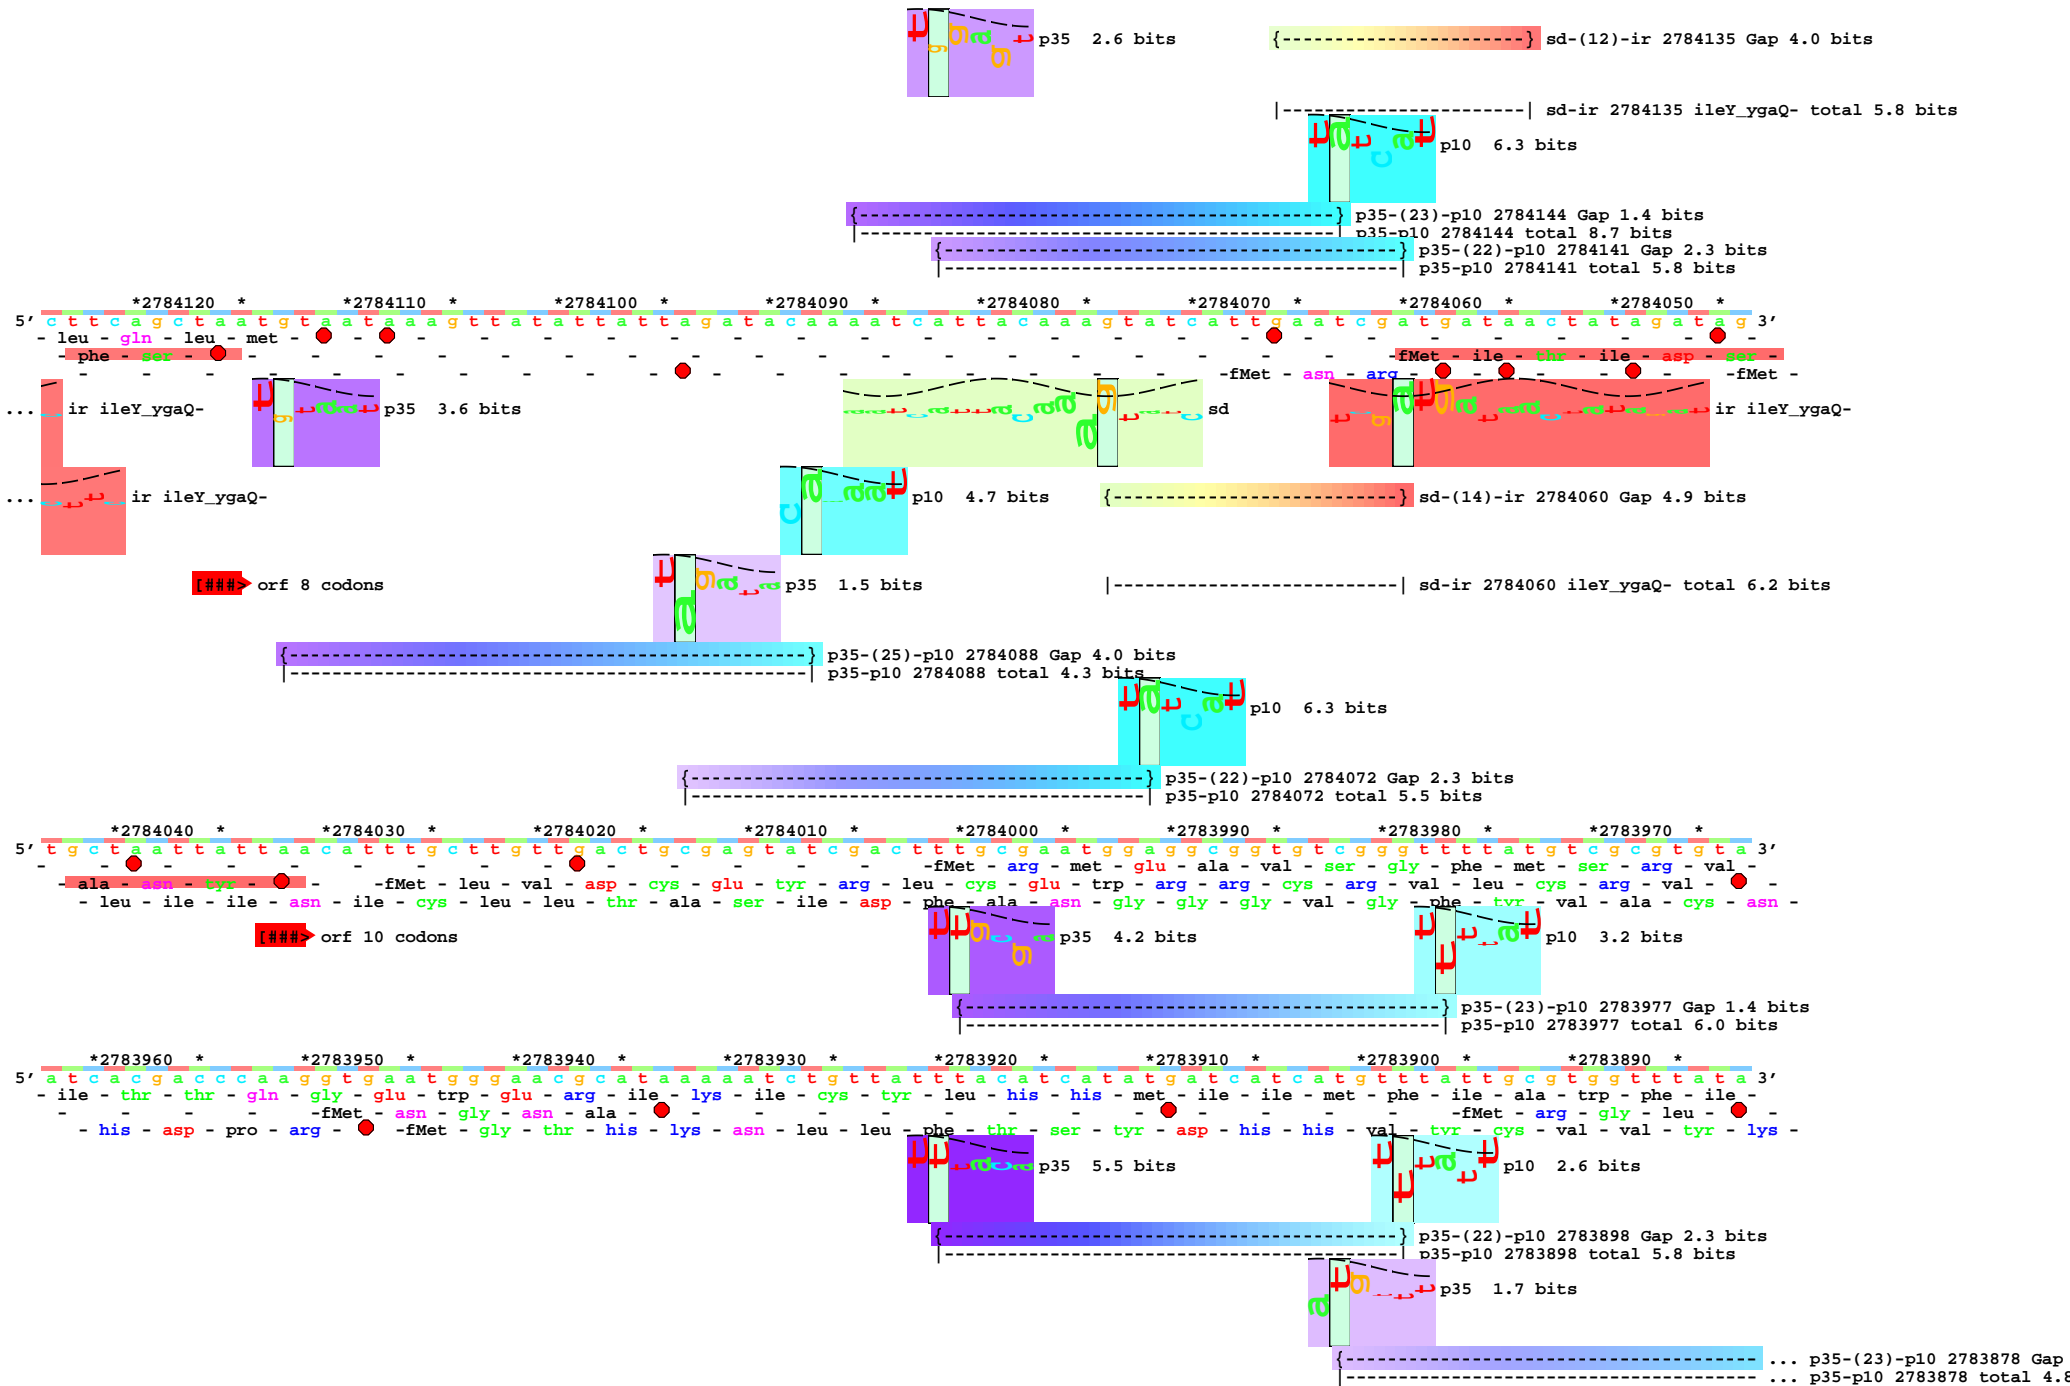 p35 2.6 bits
{------------------------} sd-(12)-ir 2784135 Gap 4.0 bits
|-----------------------| sd-ir 2784135 ileY_ygaQ- total 5.8 bits
p10 6.3 bits
p35-(23)-p10 2784144 Gap 1.4 bits
p35-p10 2784144 total 8.7 bits
p35-(22)-p10 2784141 Gap 2.3 bits
p35-p10 2784141 total 5.8 bits
*2784120 * *2784110 * *2784100 * *2784090 * *2784080 * *2784070 * *2784060 * *2784050 *
5' c t t c a g c t a a t g t a a t a a a g t t a t a t t a t t a g a t a c a a a a t c a t t a c a a a g t a t c a t t g a a t c g a t g a t a a c t a t a g a t a g 3'
- leu - gln - leu - met -
- phe - ser - -fMet - ile - thr - ile - asp - ser -
-fMet - asn - arg -fMet -
... ir ileY_ygaQ- p35 3.6 bits sd ir ileY_ygaQ-
... ir ileY_ygaQ- p10 4.7 bits sd-(14)-ir 2784060 Gap 4.9 bits
[###> orf 8 codons p35 1.5 bits sd-ir 2784060 ileY_ygaQ- total 6.2 bits
p35-(25)-p10 2784088 Gap 4.0 bits
p35-p10 2784088 total 4.3 bits
p10 6.3 bits
p35-(22)-p10 2784072 Gap 2.3 bits
p35-p10 2784072 total 5.5 bits
*2784040 * *2784030 * *2784020 * *2784010 * *2784000 * *2783990 * *2783980 * *2783970 *
5' t g c t a a t t a t t a a c a t t t g c t t g t t g a c t g c g a g t a t c g a c t t t g c g a a t g g a g g c g g t g t c g g g t t t t a t g t c g c g t g t a 3'
-fMet - arg - met - glu - ala - val - ser - gly - phe - met - ser - arg - val -
- ala - asn - tyr - -fMet - leu - val - asp - cys - glu - tyr - arg - leu - cys - glu - trp - arg - arg - cys - arg - val - leu - cys - arg - val -
- leu - ile - ile - asn - ile - cys - leu - leu - thr - ala - ser - ile - asp - phe - ala - asn - gly - gly - gly - val - gly - phe - tyr - val - ala - cys - asn -
[###> orf 10 codons p35 4.2 bits p10 3.2 bits
p35-(23)-p10 2783977 Gap 1.4 bits
p35-p10 2783977 total 6.0 bits
*2783960 * *2783950 * *2783940 * *2783930 * *2783920 * *2783910 * *2783900 * *2783890 *
5' a t c a c g a c c c a a g g t g a a t g g g a a c g c a t a a a a a t c t g t t a t t t a c a t c a t a t g a t c a t c a t g t t t a t t g c g t g g t t t a t a 3'
- ile - thr - thr - gln - gly - glu - trp - glu - arg - ile - lys - ile - cys - tyr - leu - his - his - met - ile - ile - met - phe - ile - ala - trp - phe - ile -
-fMet - asn - gly - asn - ala - -fMet - arg - gly - leu -
- his - asp - pro - arg - -fMet - gly - thr - his - lys - asn - leu - leu - phe - thr - ser - tyr - asp - his - his - val - tyr - cys - val - val - tyr - lys -
p35 5.5 bits p10 2.6 bits
p35-(22)-p10 2783898 Gap 2.3 bits
p35-p10 2783898 total 5.8 bits
p35 1.7 bits
... p35-(23)-p10 2783878 Gap
... p35-p10 2783878 total 4.8